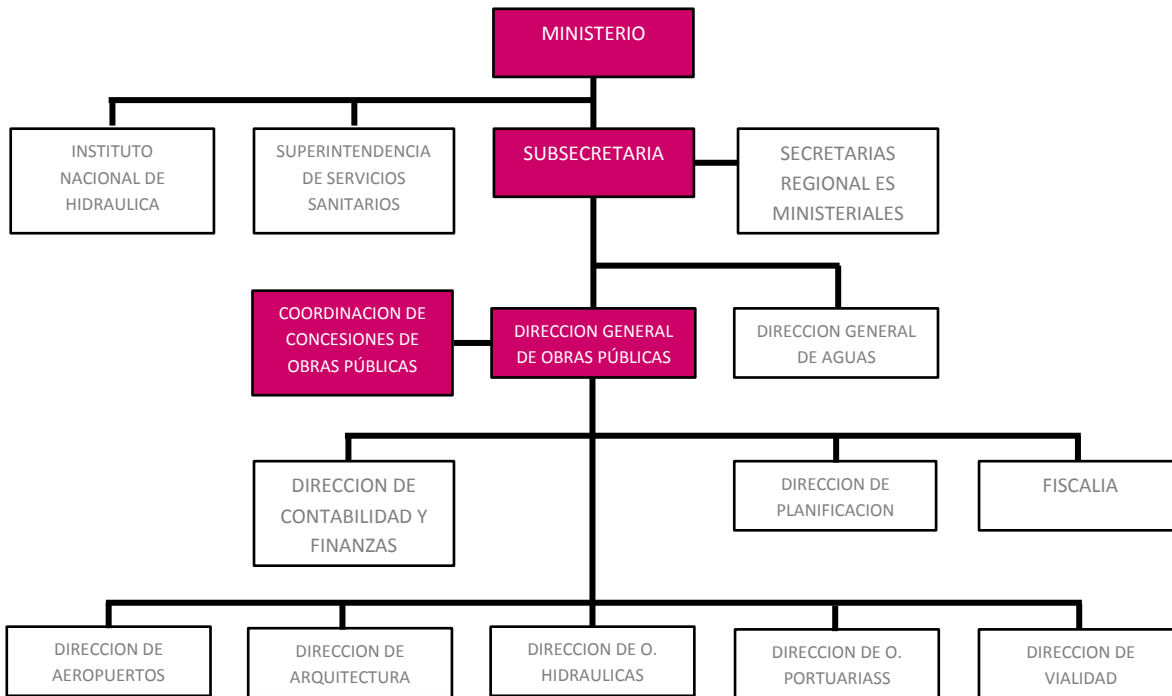 MINISTERIO
INSTITUTO
NACIONAL DE
HIDRAULICA
SUPERINTENDENCIA
DE SERVICIOS
SANITARIOS
SUBSECRETARIA
SECRETARIAS
REGIONAL ES
MINISTERIALES
COORDINACION DE
CONCESIONES DE
OBRAS PÚBLICAS
DIRECCION GENERAL
DE OBRAS PÚBLICAS
DIRECCION GENERAL
DE AGUAS
DIRECCION DE
CONTABILIDAD Y
FINANZAS
DIRECCION DE
PLANIFICACION
FISCALIA
DIRECCION DE
AEROPUERTOS
DIRECCION DE
ARQUITECTURA
DIRECCION DE O.
HIDRAULICAS
DIRECCION DE O.
PORTUARIASS
DIRECCION DE
VIALIDAD